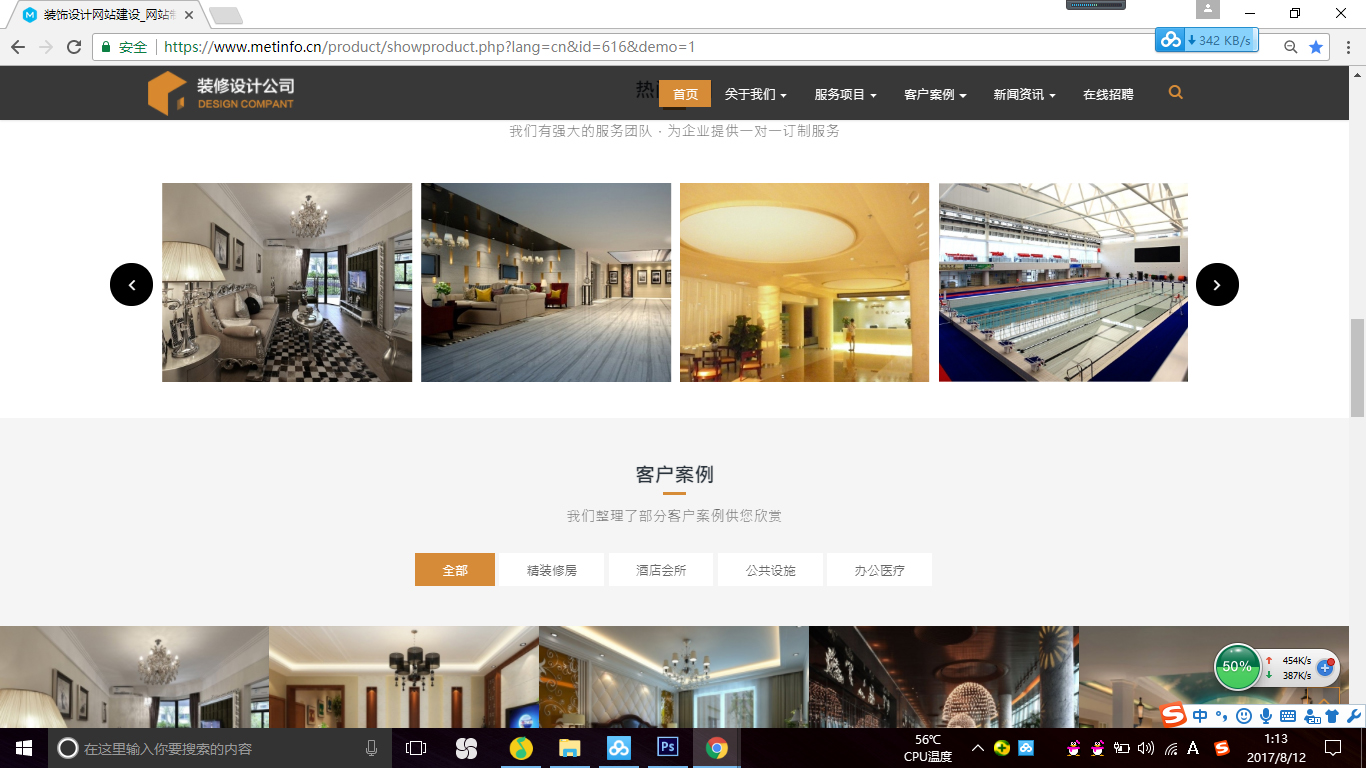 装饰设计网站建设_网站制
安全 https://www.metinfo.cn/product/showproduct.php?lang=cn&id=616&demo=1
342 KB/s
装修设计公司
DESIGN COMPANT
热
首页 关于我们 服务项目 客户案例 新闻资讯 在线招聘
我们有强大的服务团队 · 为企业提供一对一订制服务
客户案例
我们整理了部分客户案例供您欣赏
全部 精装修房 酒店会所 公共设施 办公医疗
50%
454K/s
387K/s
中
在这里输入你要搜索的内容
Ps
56℃
CPU温度
A
1:13
2017/8/12